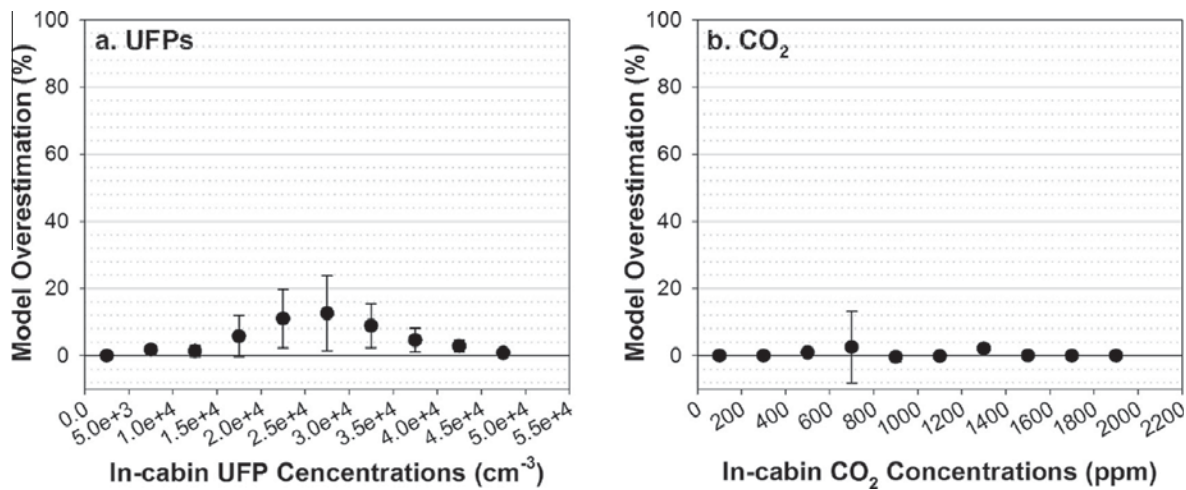 a. UFPs
Model Overestimation (%)
100
80
60
40
20
0
0.0
5.0e+3
1.0e+4
1.5e+4
2.0e+4
2.5e+4
3.0e+4
3.5e+4
4.0e+4
4.5e+4
5.0e+4
5.5e+4
In-cabin UFP Cencentrations (cm⁻³)
b. CO₂
Model Overestimation (%)
100
80
60
40
20
0
0
200
400
600
800
1000
1200
1400
1600
1800
2000
2200
In-cabin CO₂ Concentrations (ppm)